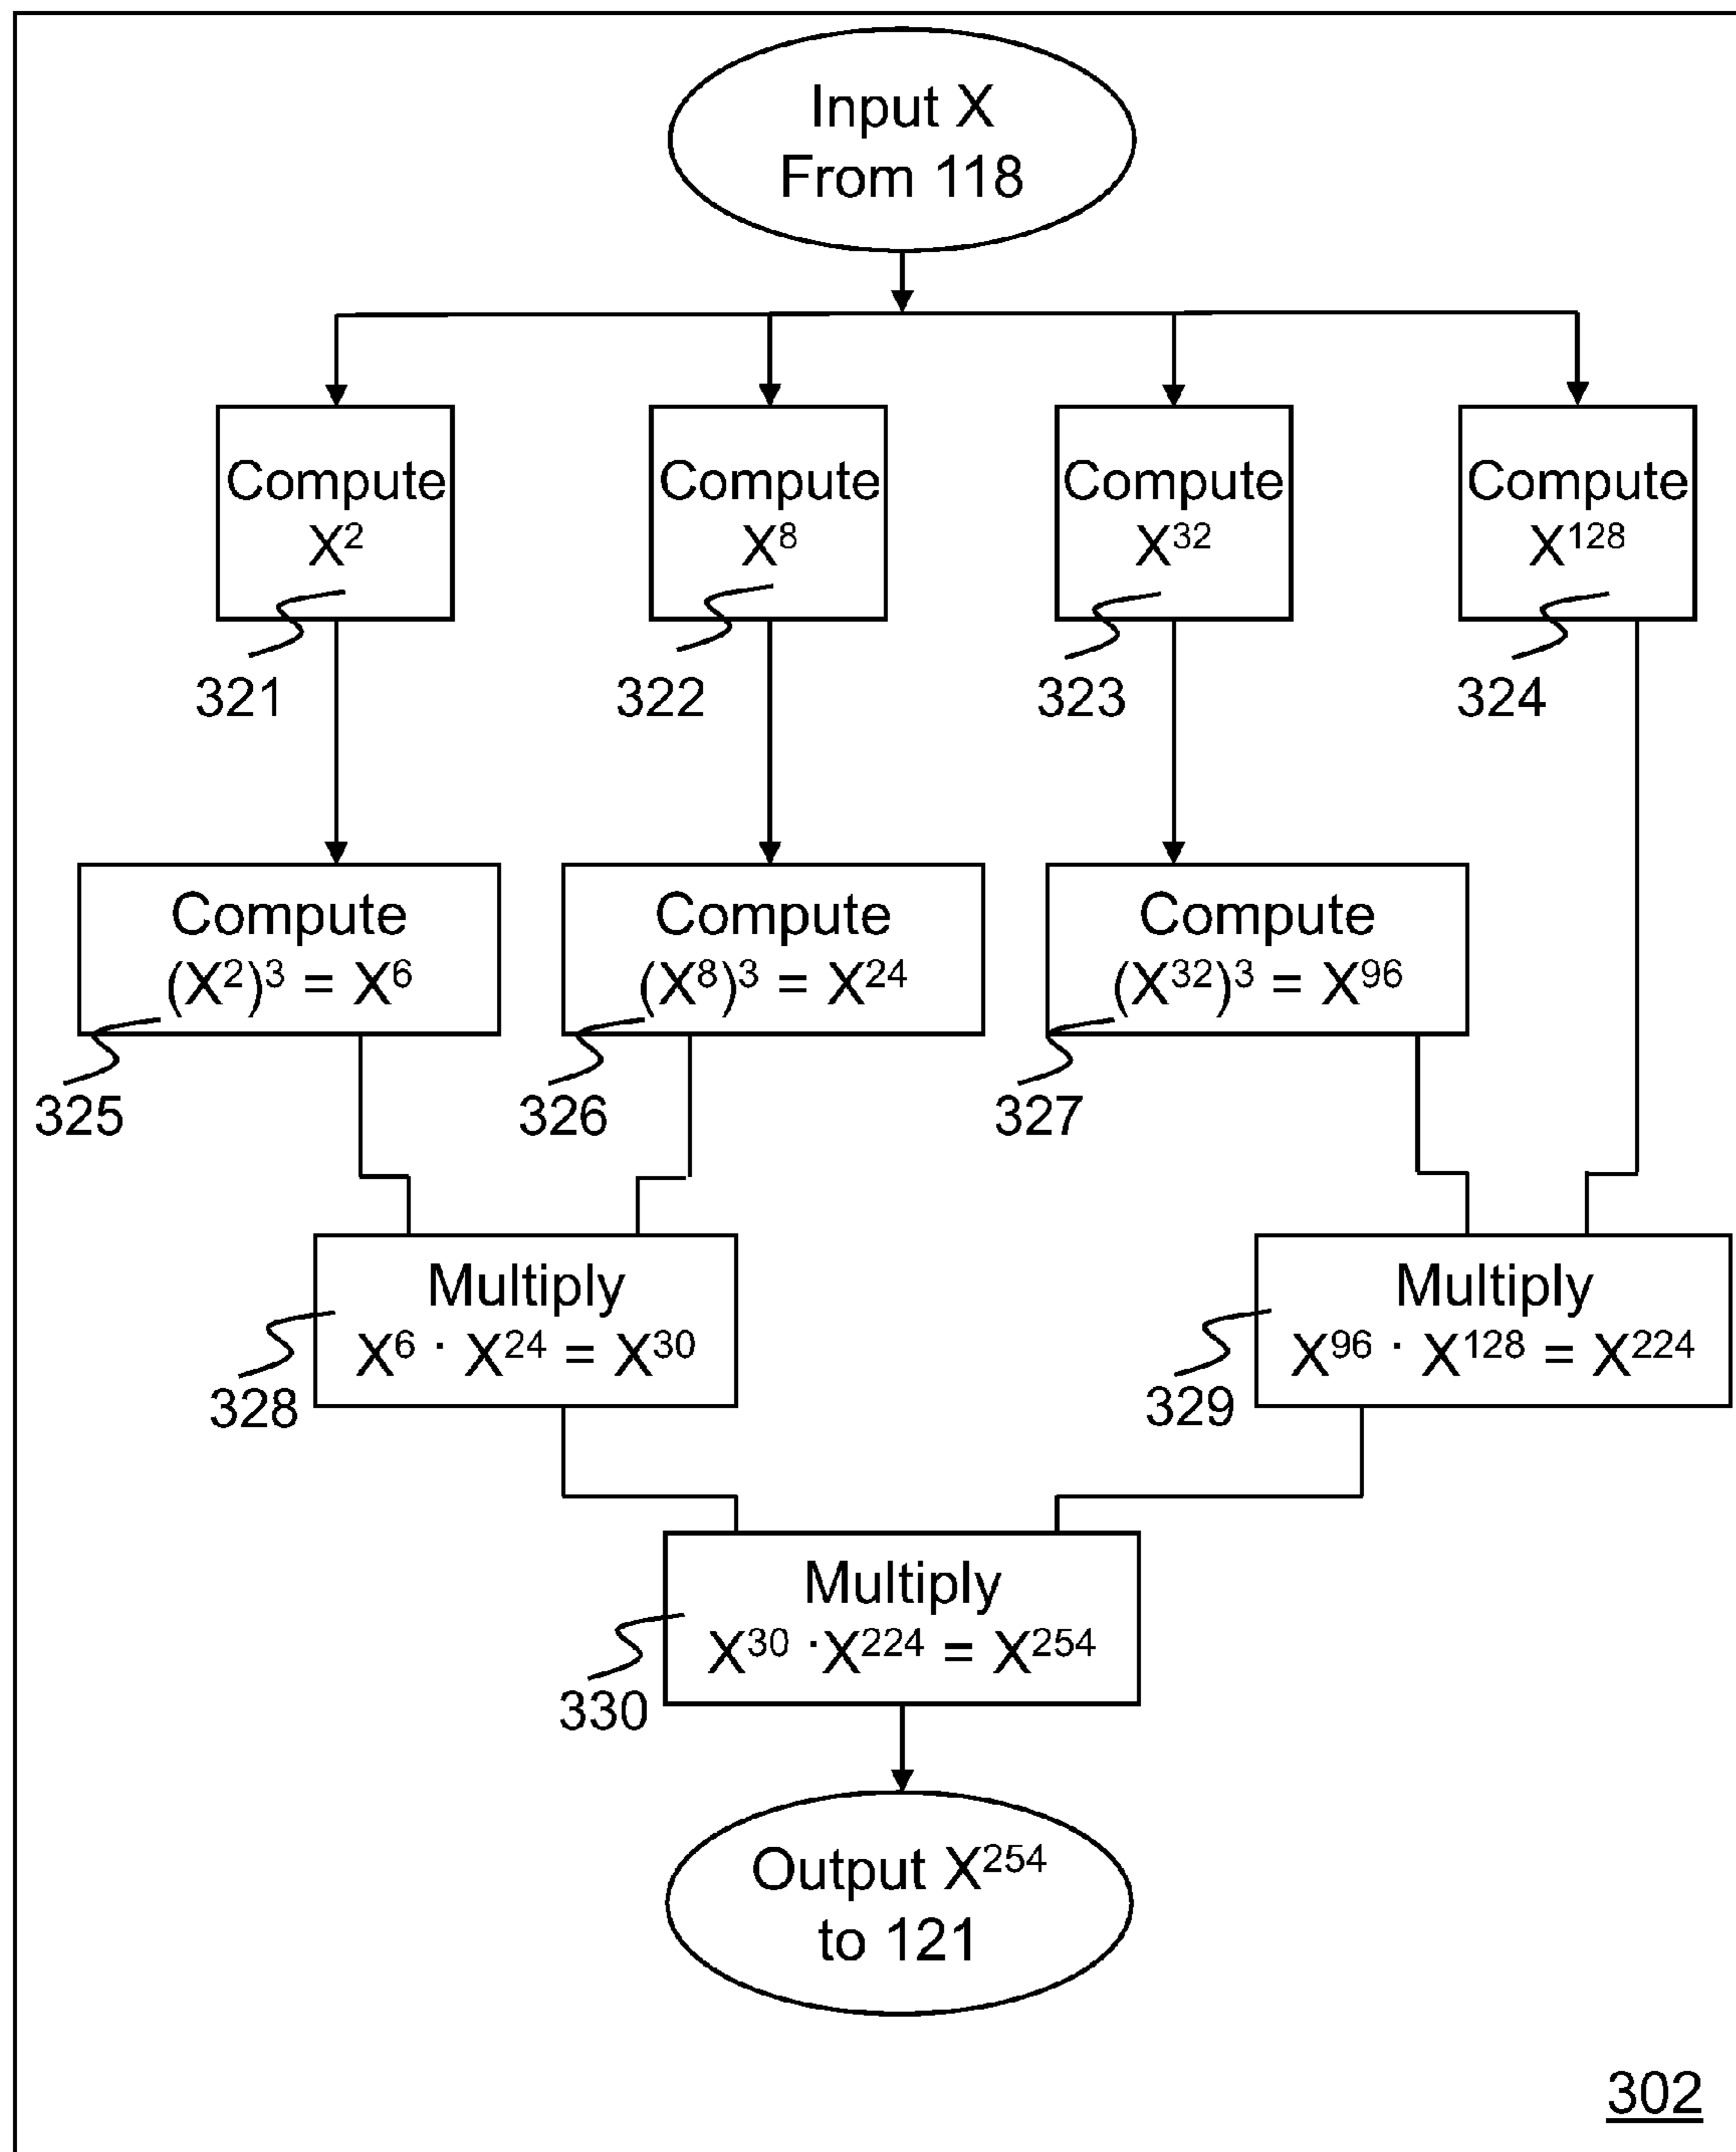 Input X
From 118
Compute
X²
Compute
X⁸
Compute
X³²
Compute
X¹²⁸
321
322
323
324
Compute
(X²)³ = X⁶
Compute
(X⁸)³ = X²⁴
Compute
(X³²)³ = X⁹⁶
325
326
327
Multiply
X⁶ · X²⁴ = X³⁰
Multiply
X⁹⁶ · X¹²⁸ = X²²⁴
328
329
Multiply
X³⁰ · X²²⁴ = X²⁵⁴
330
Output X²⁵⁴
to 121
302